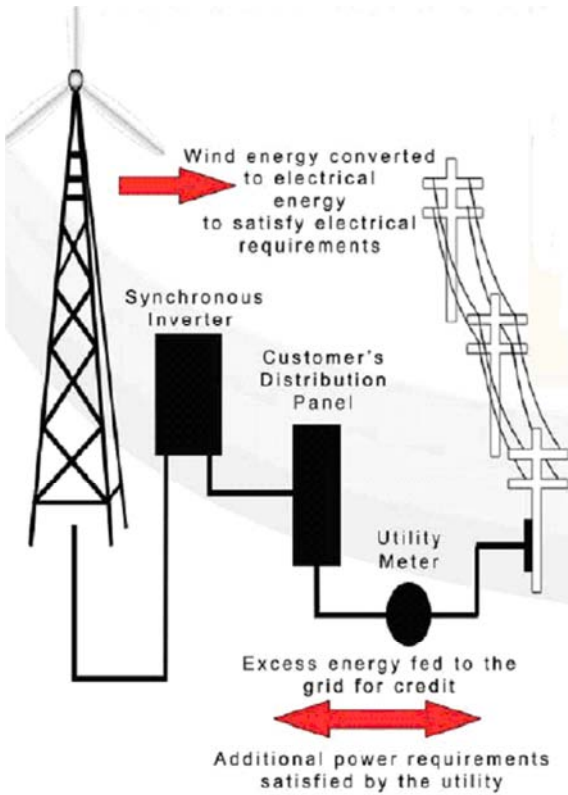 Wind energy converted
to electrical
energy
to satisfy electrical
requirements
Synchronous
Inverter
Customer's
Distribution
Panel
Utility
Meter
Excess energy fed to the
grid for credit
Additional power requirements
satisfied by the utility